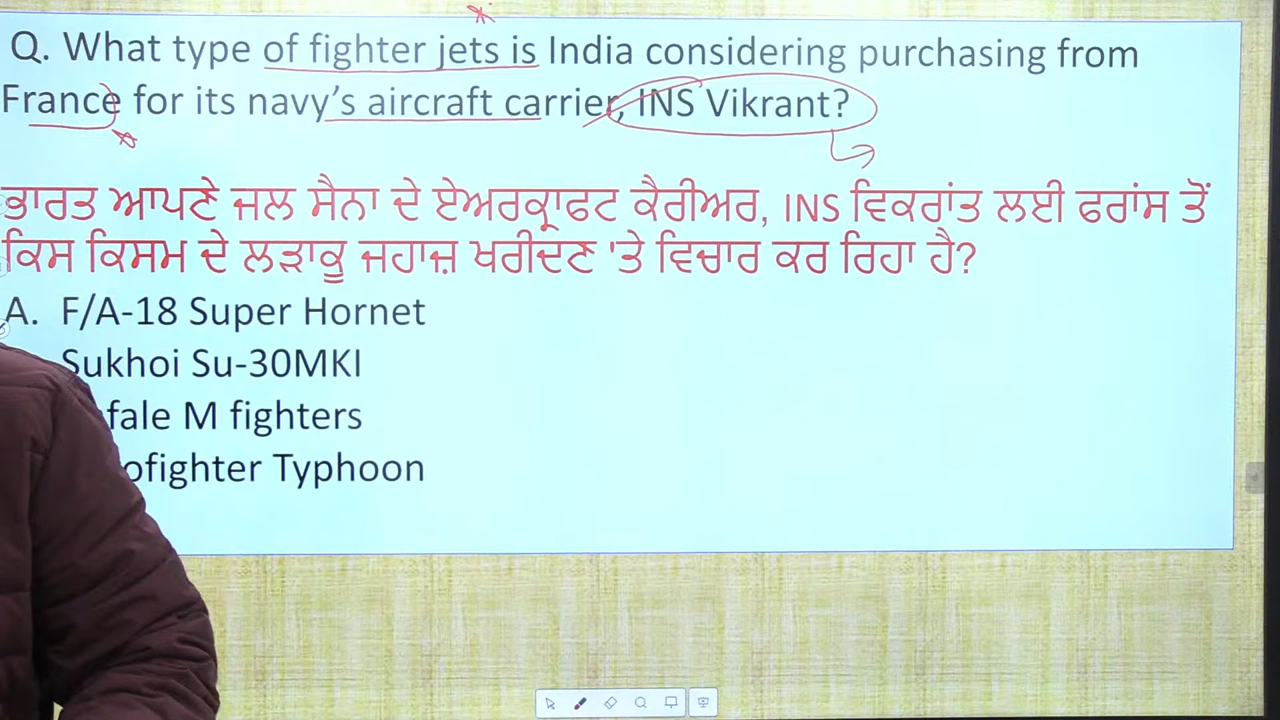 Q. What type of fighter jets is India considering purchasing from
France for its navy's aircraft carrier, INS Vikrant?
ਭਾਰਤ ਆਪਣੇ ਜਲ ਸੈਨਾ ਦੇ ਏਅਰਕ੍ਰਾਫਟ ਕੈਰੀਅਰ, INS ਵਿਕਰਾਂਤ ਲਈ ਫਰਾਂਸ ਤੋਂ
ਕਿਸ ਕਿਸਮ ਦੇ ਲੜਾਕੂ ਜਹਾਜ਼ ਖਰੀਦਣ 'ਤੇ ਵਿਚਾਰ ਕਰ ਰਿਹਾ ਹੈ?
A. F/A-18 Super Hornet
Sukhoi Su-30MKI
M fighters
Typhoon